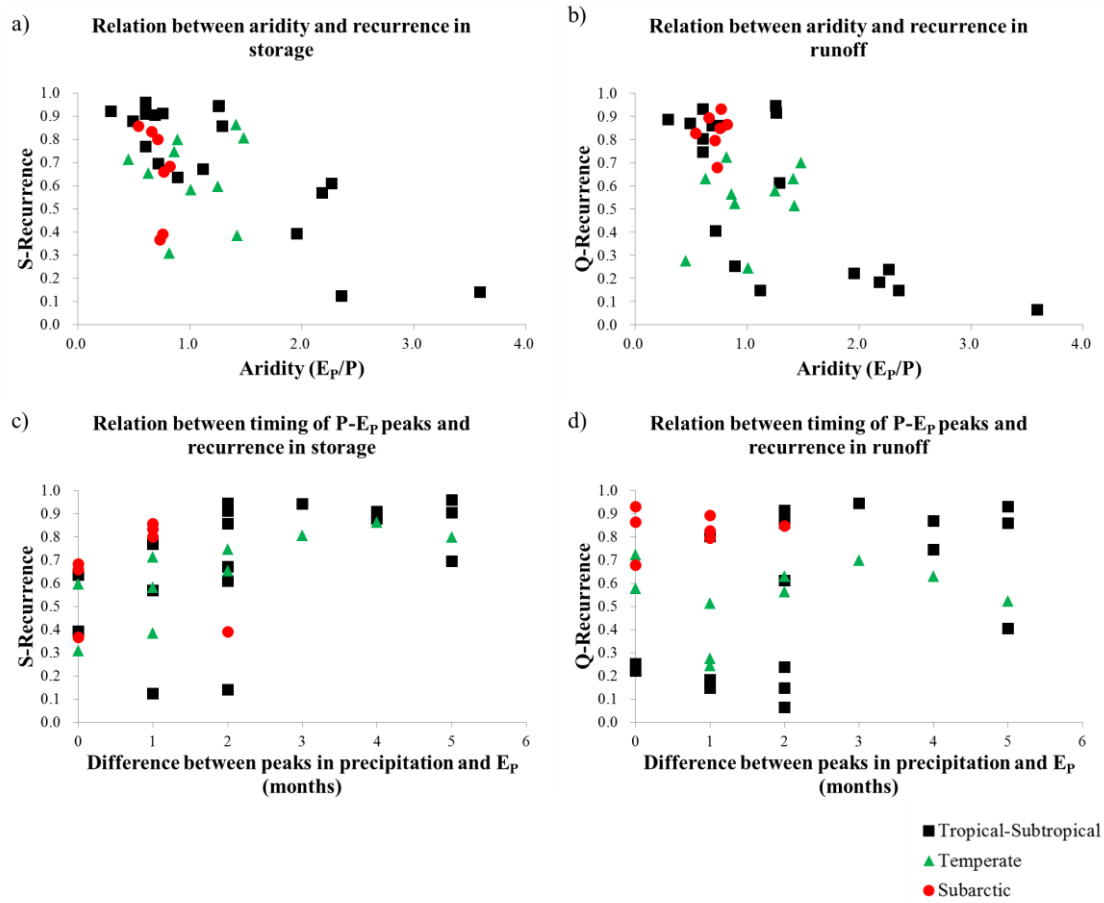 a)
Relation between aridity and recurrence in
storage
S-Recurrence
1.0
0.9
0.8
0.7
0.6
0.5
0.4
0.3
0.2
0.1
0.0
0.0 1.0 2.0 3.0 4.0
Aridity (EP/P)
b)
Relation between aridity and recurrence in
runoff
Q-Recurrence
1.0
0.9
0.8
0.7
0.6
0.5
0.4
0.3
0.2
0.1
0.0
0.0 1.0 2.0 3.0 4.0
Aridity (EP/P)
c)
Relation between timing of P-EP peaks and
recurrence in storage
S-Recurrence
1.0
0.9
0.8
0.7
0.6
0.5
0.4
0.3
0.2
0.1
0.0
0 1 2 3 4 5 6
Difference between peaks in precipitation and EP
(months)
d)
Relation between timing of P-EP peaks and
recurrence in runoff
Q-Recurrence
1.0
0.9
0.8
0.7
0.6
0.5
0.4
0.3
0.2
0.1
0.0
0 1 2 3 4 5 6
Difference between peaks in precipitation and EP
(months)
Tropical-Subtropical
Temperate
Subarctic